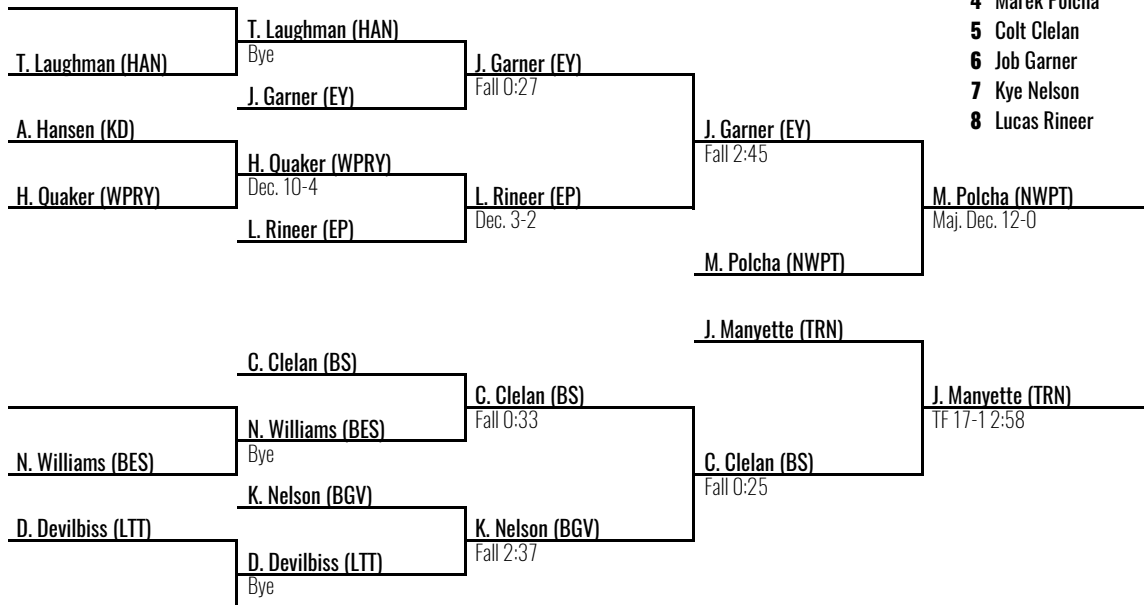 4 Marek Polcha
5 Colt Clelan
6 Job Garner
7 Kye Nelson
8 Lucas Rineer
T. Laughman (HAN)
A. Hansen (KD)
H. Quaker (WPRY)
T. Laughman (HAN)
Bye
J. Garner (EY)
H. Quaker (WPRY)
Dec. 10-4
L. Rineer (EP)
J. Garner (EY)
Fall 0:27
L. Rineer (EP)
Dec. 3-2
J. Garner (EY)
Fall 2:45
M. Polcha (NWPT)
M. Polcha (NWPT)
Maj. Dec. 12-0
N. Williams (BES)
D. Devilbiss (LTT)
C. Clelan (BS)
N. Williams (BES)
Bye
K. Nelson (BGV)
D. Devilbiss (LTT)
Bye
C. Clelan (BS)
Fall 0:33
K. Nelson (BGV)
Fall 2:37
J. Manyette (TRN)
C. Clelan (BS)
Fall 0:25
J. Manyette (TRN)
TF 17-1 2:58